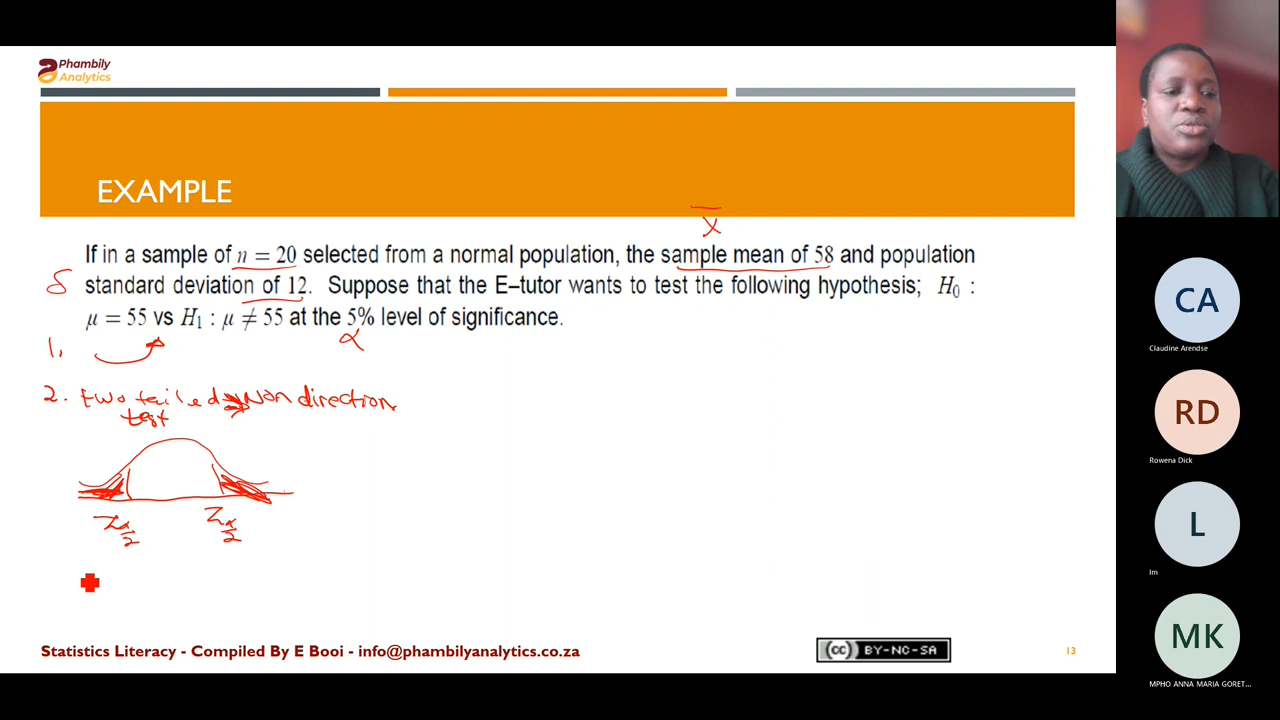 Phambily
Analytics
EXAMPLE
x̄
If in a sample of n = 20 selected from a normal population, the sample mean of 58 and population
δ standard deviation of 12. Suppose that the E–tutor wants to test the following hypothesis; H₀ :
μ = 55 vs H₁ : μ ≠ 55 at the 5% level of significance.
1. α
2. two tailed → Non direction
test
Zα/2 Zα/2
Statistics Literacy - Compiled By E Booi - info@phambilyanalytics.co.za
(cc) BY-NC-SA
13
CA
Claudine Arendse
RD
Rowena Dick
L
lm
MK
MPHO ANNA MARIA GORET...